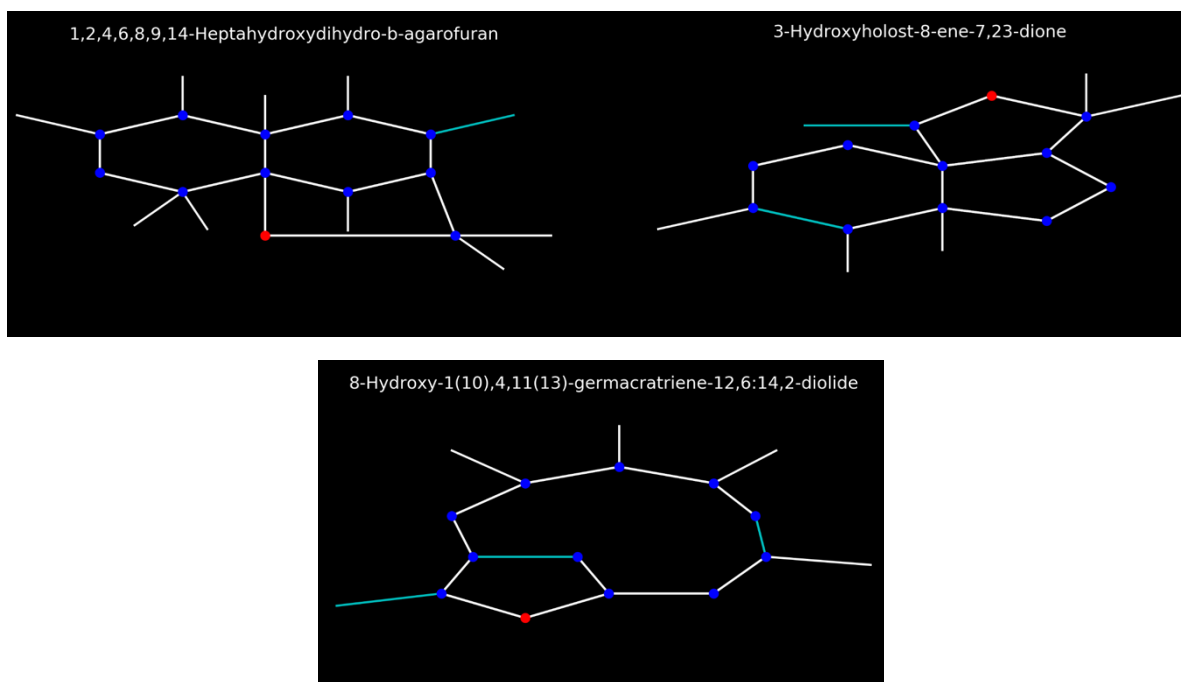 1,2,4,6,8,9,14-Heptahydroxydihydro-b-agarofuran
3-Hydroxyholost-8-ene-7,23-dione
8-Hydroxy-1(10),4,11(13)-germacratriene-12,6:14,2-diolide